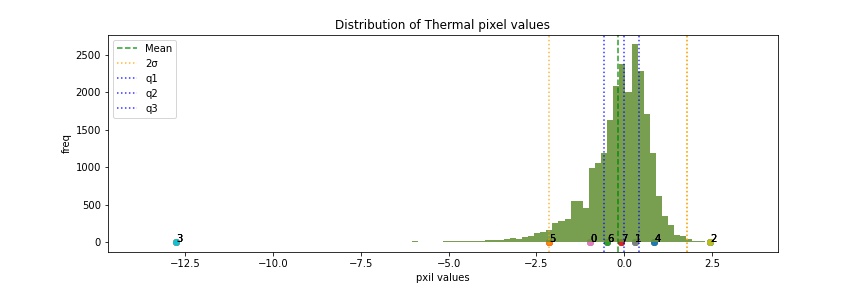 Distribution of Thermal pixel values
Mean
2σ
q1
q2
q3
freq
2500
2000
1500
1000
500
0
3 5 0 6 7 1 4 2
−12.5 −10.0 −7.5 −5.0 −2.5 0.0 2.5
pxil values